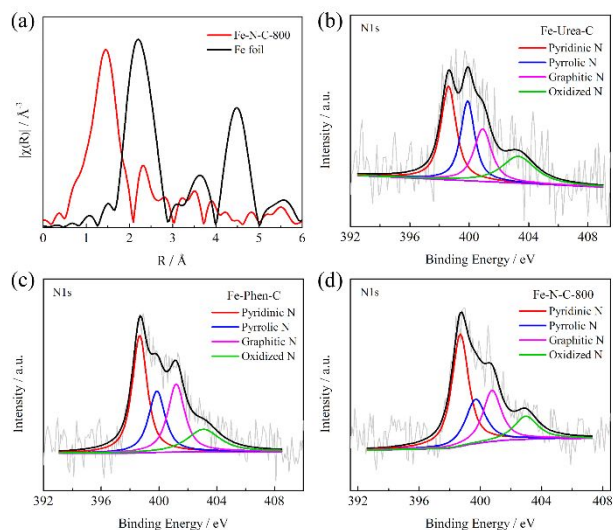 (a)
Fe-N-C-800
Fe foil
|χ(R)| / Å⁻³
0 1 2 3 4 5 6
R / Å
(b)
N1s
Fe-Urea-C
Pyridinic N
Pyrrolic N
Graphitic N
Oxidized N
Intensity / a.u.
392 396 400 404 408
Binding Energy / eV
(c)
N1s
Fe-Phen-C
Pyridinic N
Pyrrolic N
Graphitic N
Oxidized N
Intensity / a.u.
392 396 400 404 408
Binding Energy / eV
(d)
N1s
Fe-N-C-800
Pyridinic N
Pyrrolic N
Graphitic N
Oxidized N
Intensity / a.u.
392 396 400 404 408
Binding Energy / eV